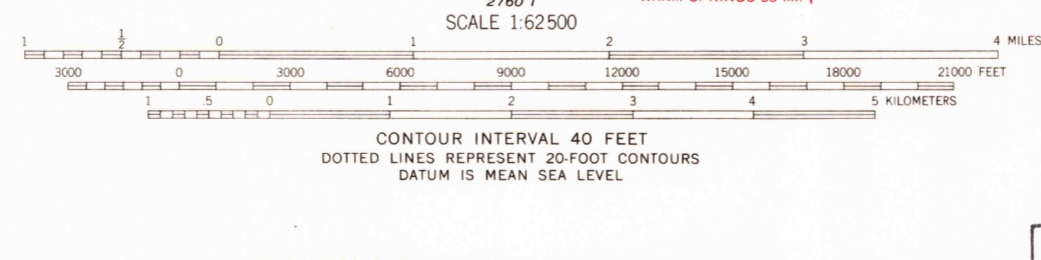 SCALE 1:62500
1 ½ 0 1 2 3 4 MILES
3000 0 3000 6000 9000 12000 15000 18000 21000 FEET
1 .5 0 1 2 3 4 5 KILOMETERS
CONTOUR INTERVAL 40 FEET
DOTTED LINES REPRESENT 20-FOOT CONTOURS
DATUM IS MEAN SEA LEVEL